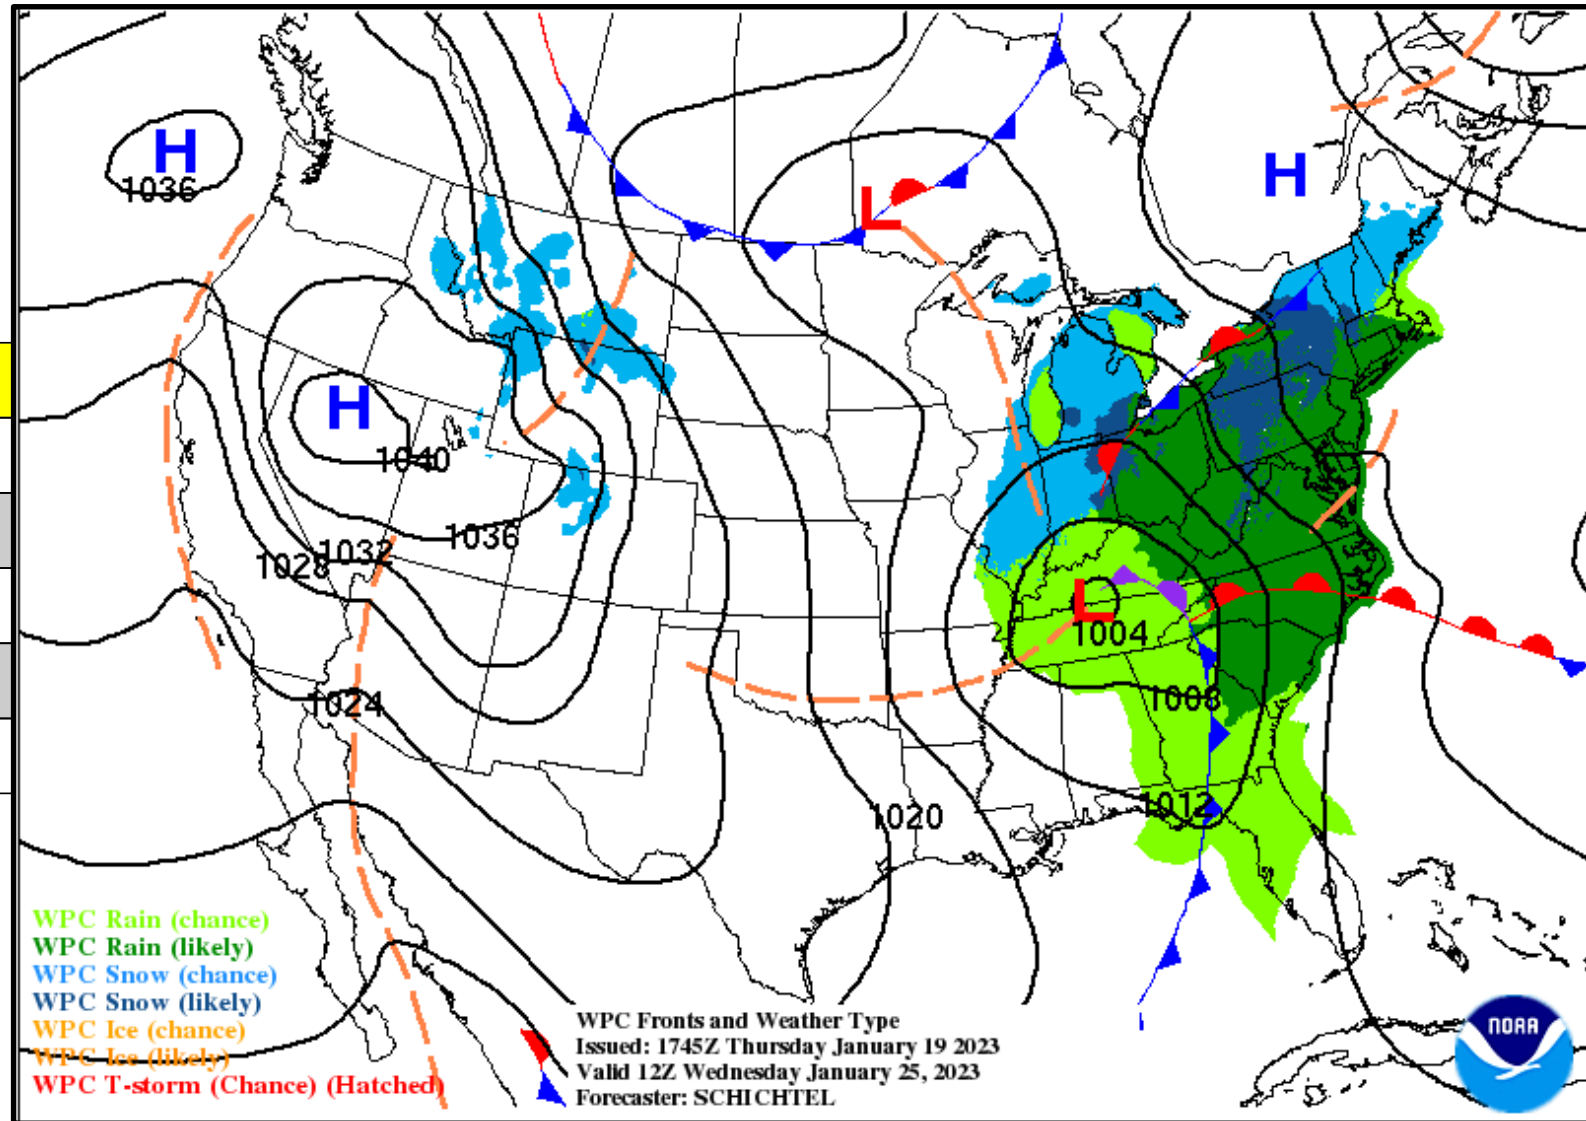 H
1036
L
H
H
1040
1036
1032
1028
L
1004
1024
1008
1020
1012
WPC Rain (chance)
WPC Rain (likely)
WPC Snow (chance)
WPC Snow (likely)
WPC Ice (chance)
WPC Ice (likely)
WPC T-storm (Chance) (Hatched)
WPC Fronts and Weather Type
Issued: 1745Z Thursday January 19 2023
Valid 12Z Wednesday January 25, 2023
Forecaster: SCHICHTEL
NOAA